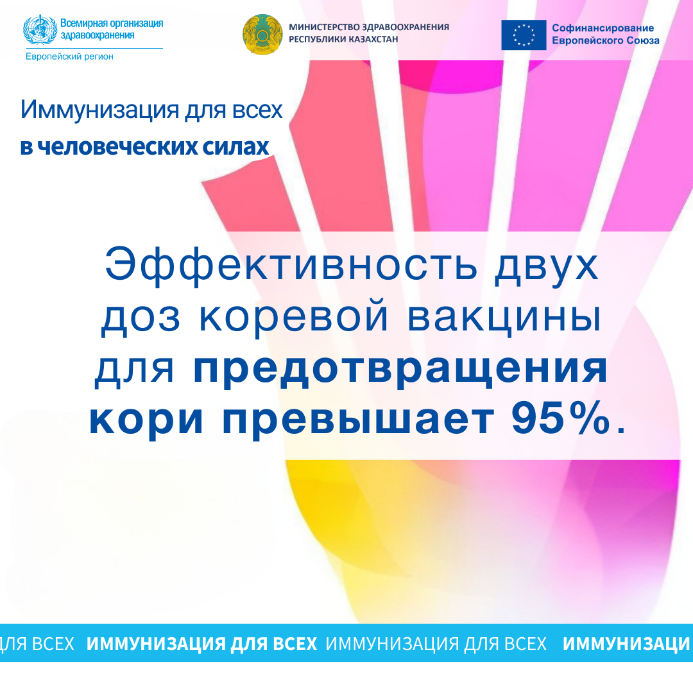 Всемирная организация
здравоохранения
Европейский регион
МИНИСТЕРСТВО ЗДРАВООХРАНЕНИЯ
РЕСПУБЛИКИ КАЗАХСТАН
Софинансирование
Европейского Союза
Иммунизация для всех
в человеческих силах
Эффективность двух
доз коревой вакцины
для предотвращения
кори превышает 95%.
ДЛЯ ВСЕХ ИММУНИЗАЦИЯ ДЛЯ ВСЕХ ИММУНИЗАЦИЯ ДЛЯ ВСЕХ ИММУНИЗАЦИ